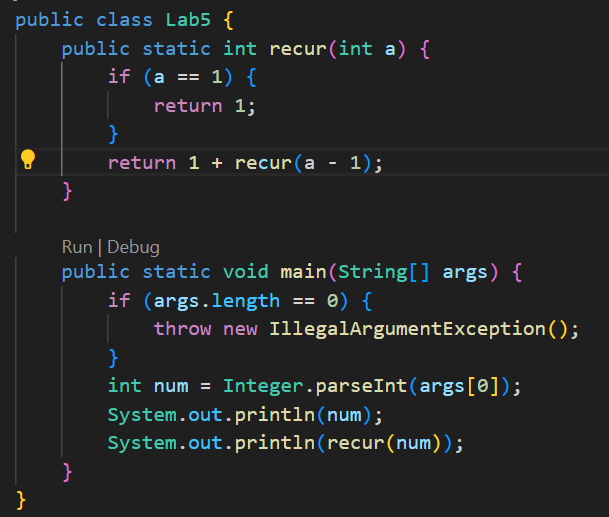 public class Lab5 {
    public static int recur(int a) {
        if (a == 1) {
            return 1;
        }
        return 1 + recur(a - 1);
    }

    Run | Debug
    public static void main(String[] args) {
        if (args.length == 0) {
            throw new IllegalArgumentException();
        }
        int num = Integer.parseInt(args[0]);
        System.out.println(num);
        System.out.println(recur(num));
    }
}